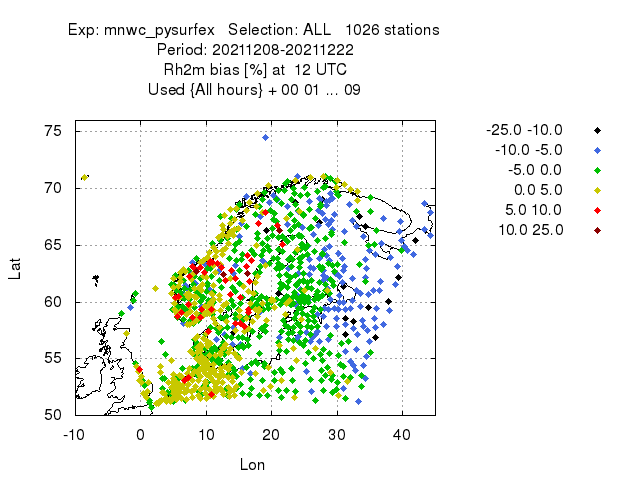 Exp: mnwc_pysurfex   Selection: ALL   1026 stations
Period: 20211208-20211222
Rh2m bias [%] at  12 UTC
Used {All hours} + 00 01 ... 09
-25.0 -10.0
-10.0 -5.0
-5.0 0.0
0.0 5.0
5.0 10.0
10.0 25.0
Lat
75
70
65
60
55
50
-10 0 10 20 30 40
Lon